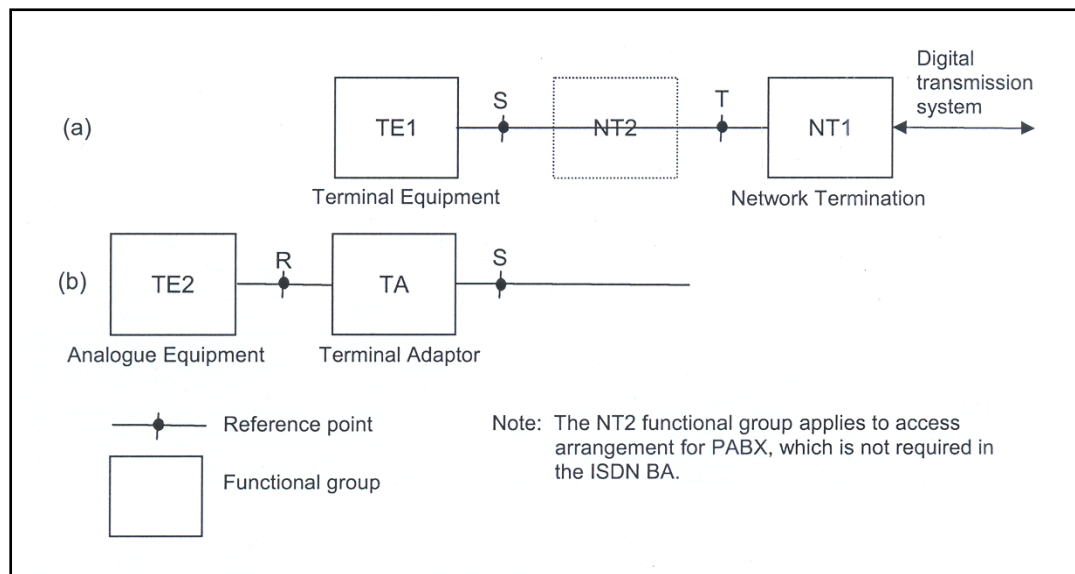 Digital
transmission
system
S
T
(a)
TE1
NT2
NT1
Terminal Equipment
Network Termination
R
S
(b)
TE2
TA
Analogue Equipment
Terminal Adaptor
Reference point
Note: The NT2 functional group applies to access
arrangement for PABX, which is not required in
the ISDN BA.
Functional group